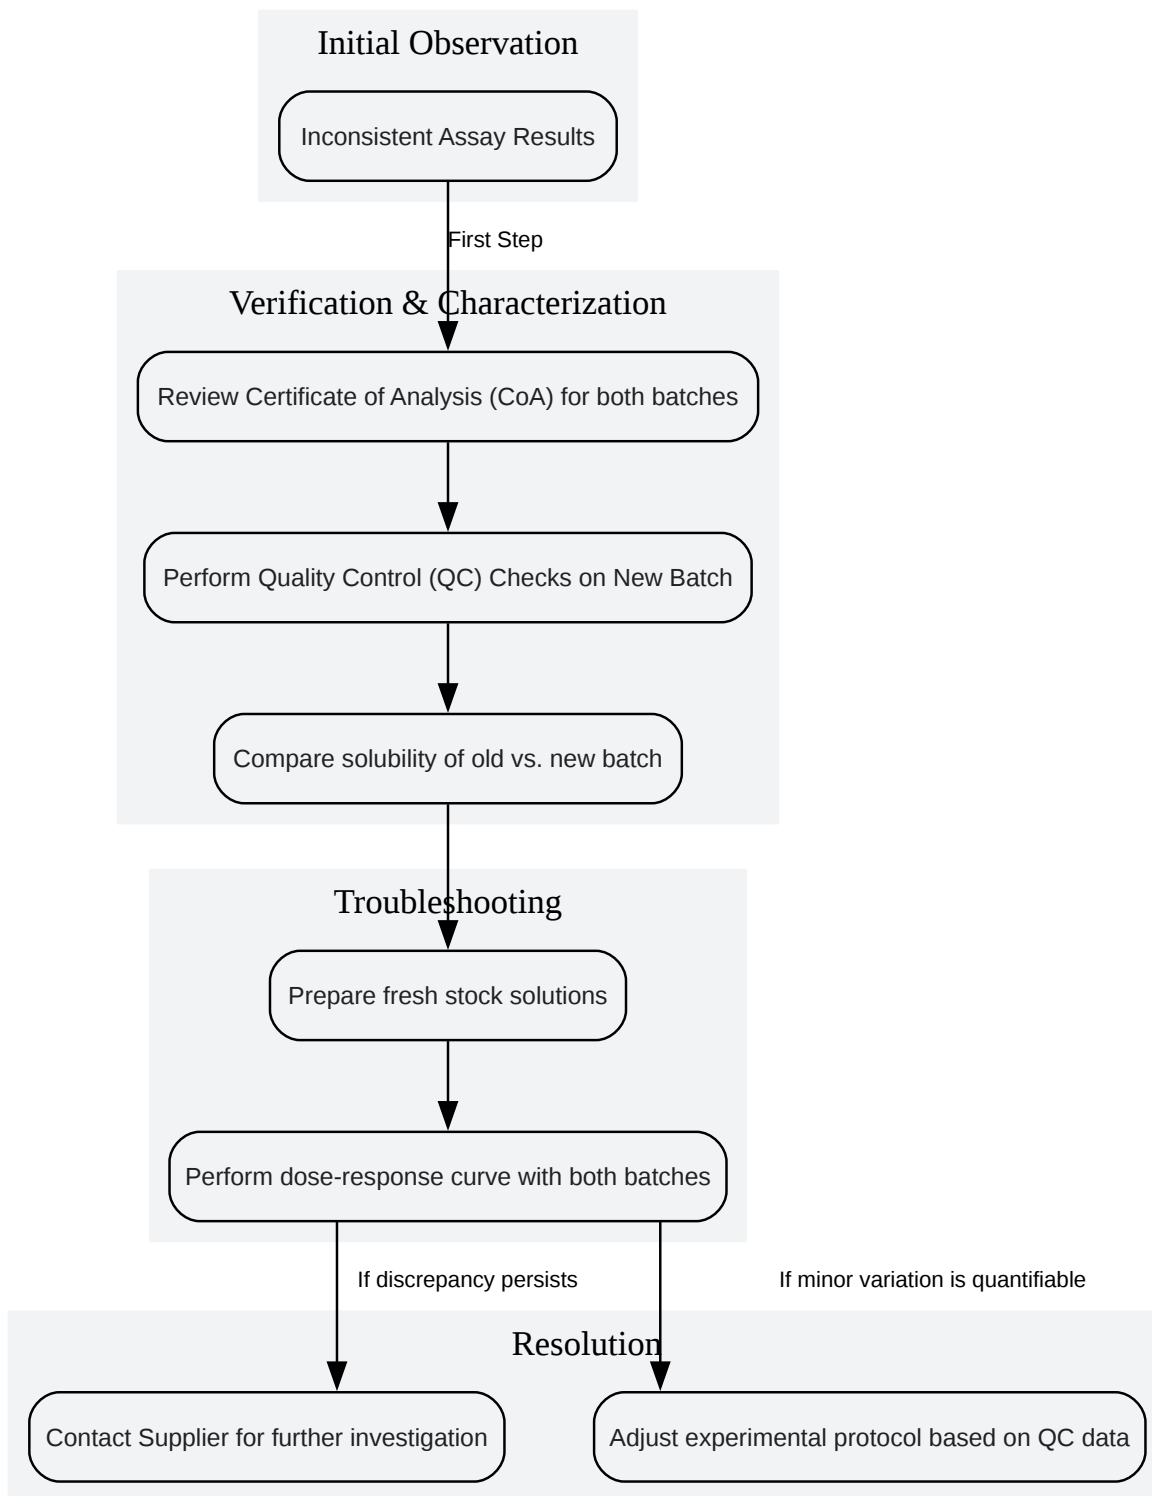 Initial Observation
Inconsistent Assay Results
First Step
Verification & Characterization
Review Certificate of Analysis (CoA) for both batches
Perform Quality Control (QC) Checks on New Batch
Compare solubility of old vs. new batch
Troubleshooting
Prepare fresh stock solutions
Perform dose-response curve with both batches
If discrepancy persists
If minor variation is quantifiable
Resolution
Contact Supplier for further investigation
Adjust experimental protocol based on QC data